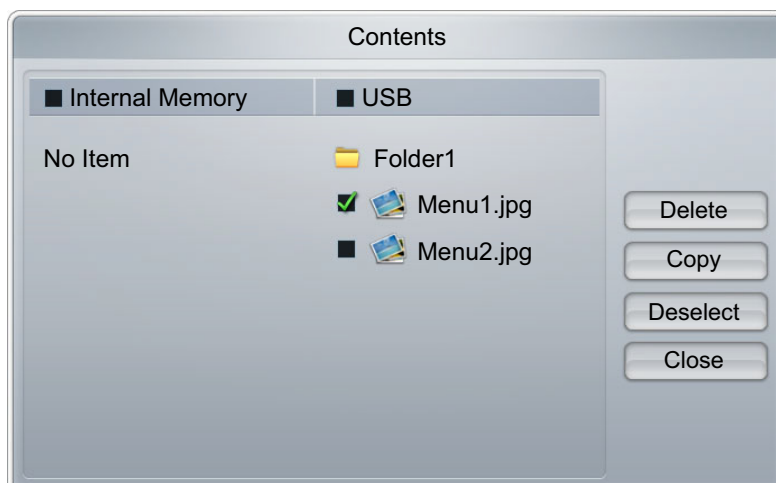 Contents
Internal Memory
USB
No Item
Folder1
Menu1.jpg
Menu2.jpg
Delete
Copy
Deselect
Close